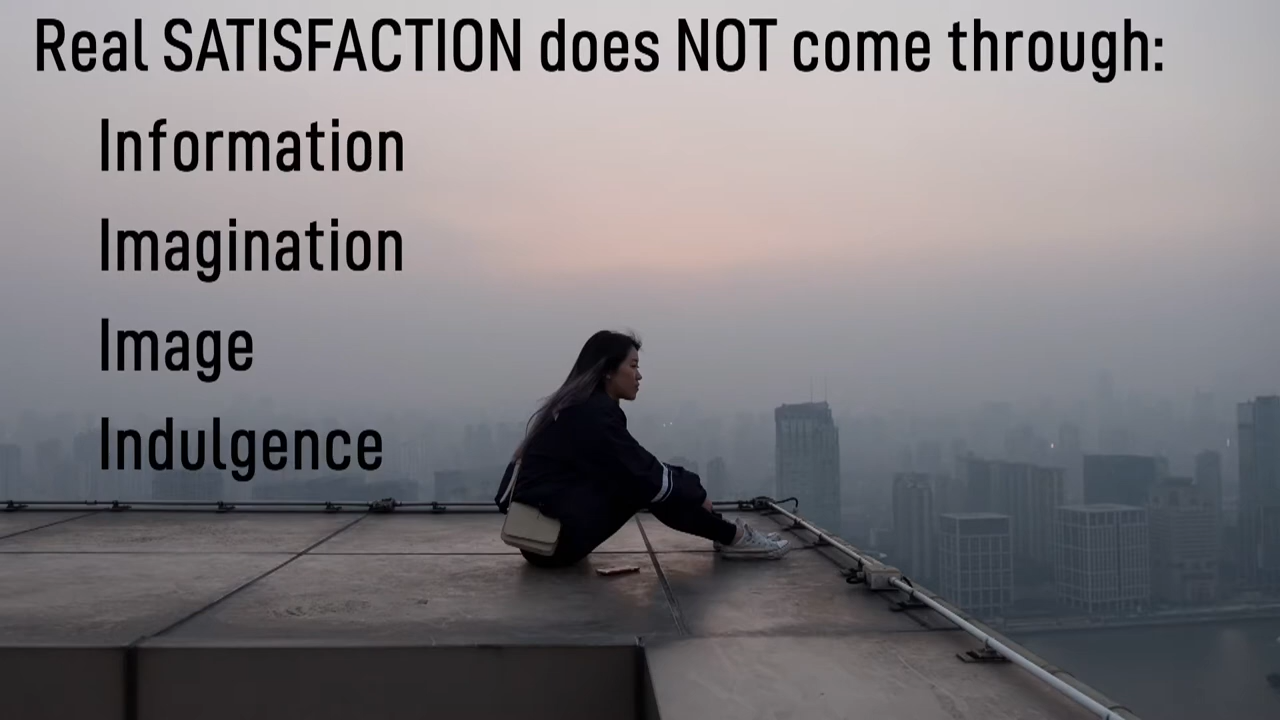 Real SATISFACTION does NOT come through:
Information
Imagination
Image
Indulgence